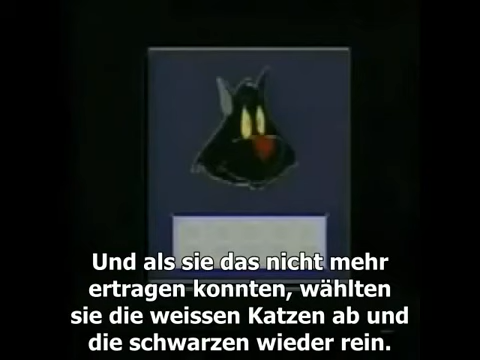 Und als sie das nicht mehr
ertragen konnten, wählten
sie die weissen Katzen ab und
die schwarzen wieder rein.